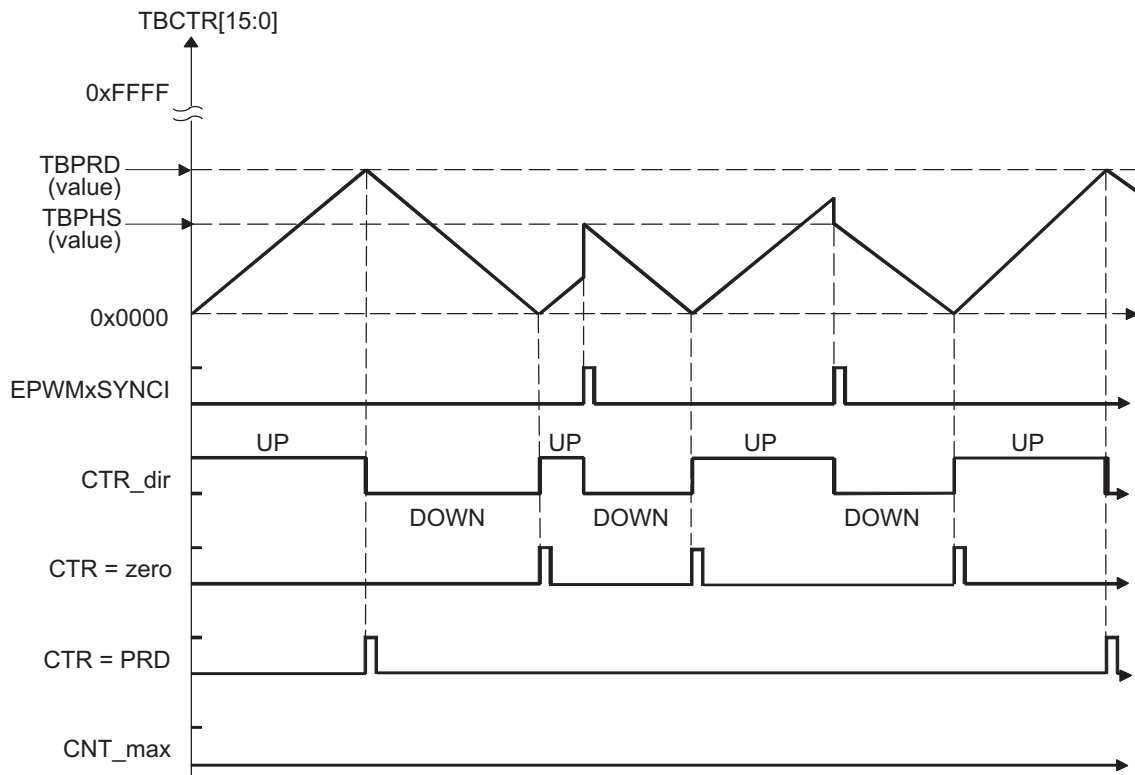 TBCTR[15:0]
0xFFFF
TBPRD
(value)
TBPHS
(value)
0x0000
EPWMxSYNCI
UP
UP
UP
UP
CTR_dir
DOWN
DOWN
DOWN
CTR = zero
CTR = PRD
CNT_max